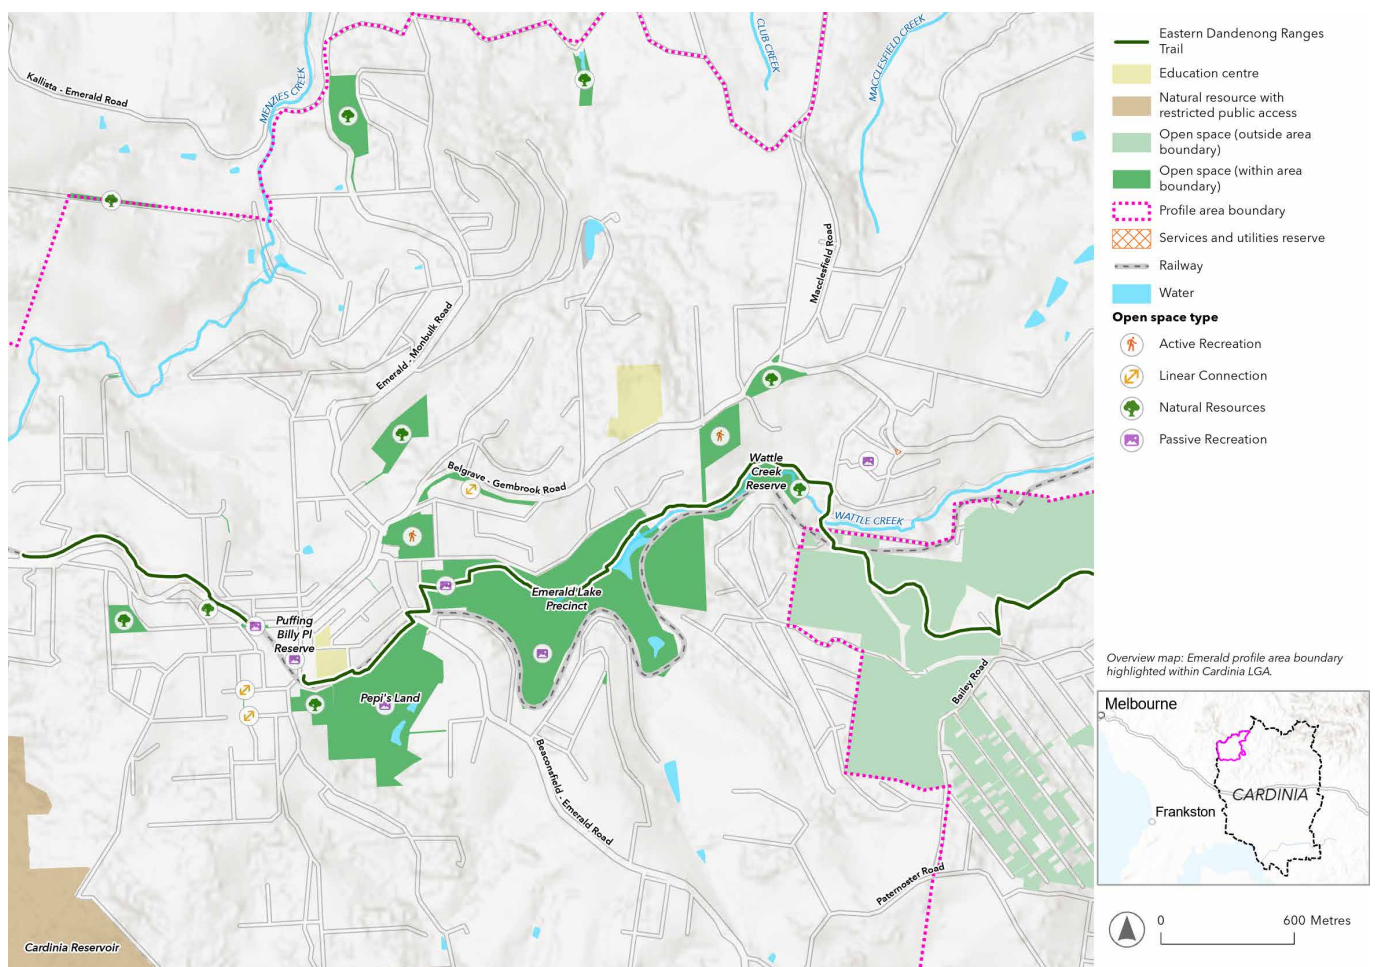 Kallista - Emerald Road
MENZIES CREEK
CLUB CREEK
MACCLESFIELD CREEK
Macclesfield Road
Emerald - Monbulk Road
Belgrave - Gembrook Road
Wattle
Creek
Reserve
WATTLE CREEK
Emerald Lake
Precinct
Puffing
Billy Pl
Reserve
Pepi's Land
Bailey Road
Beaconsfield - Emerald Road
Paternoster Road
Cardinia Reservoir
Eastern Dandenong Ranges
Trail
Education centre
Natural resource with
restricted public access
Open space (outside area
boundary)
Open space (within area
boundary)
Profile area boundary
Services and utilities reserve
Railway
Water
Open space type
Active Recreation
Linear Connection
Natural Resources
Passive Recreation
Overview map: Emerald profile area boundary
highlighted within Cardinia LGA.
Melbourne
CARDINIA
Frankston
0 600 Metres